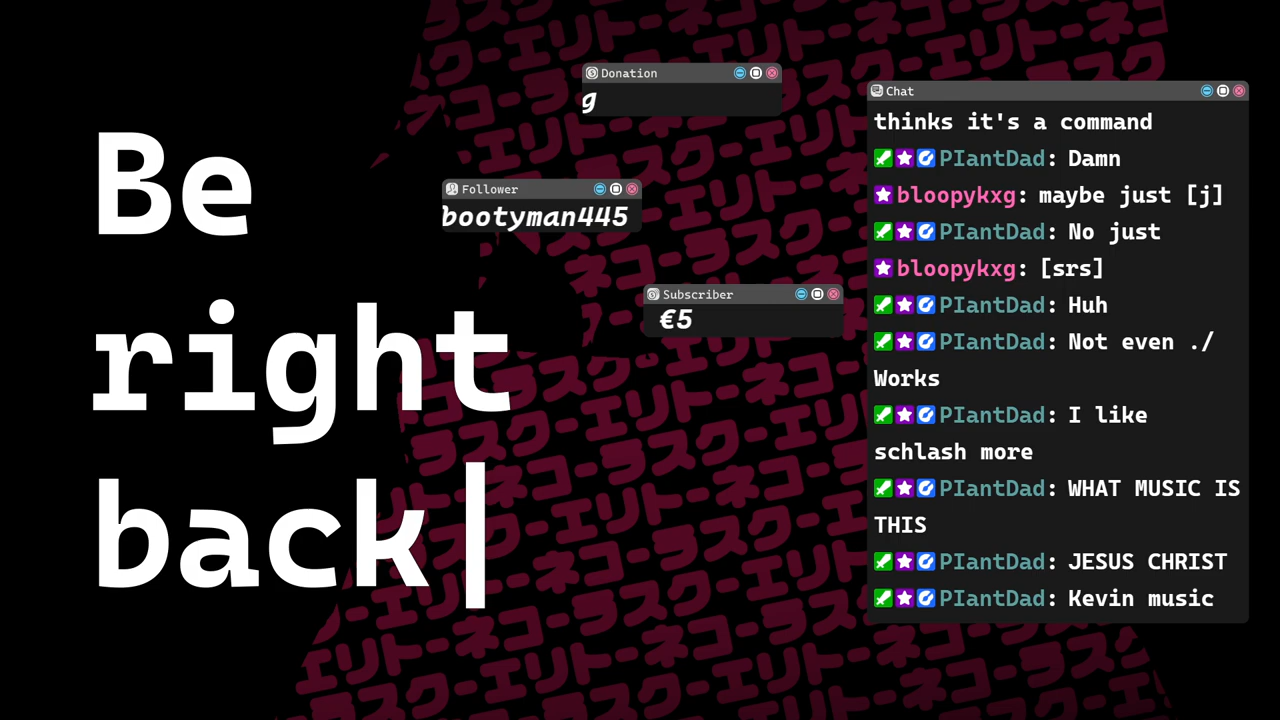 Be
right
back|
Donation
g
Follower
bootyman445
Subscriber
€5
Chat
thinks it's a command
PIantDad: Damn
bloopykxg: maybe just [j]
PIantDad: No just
bloopykxg: [srs]
PIantDad: Huh
PIantDad: Not even ./
Works
PIantDad: I like
schlash more
PIantDad: WHAT MUSIC IS
THIS
PIantDad: JESUS CHRIST
PIantDad: Kevin music